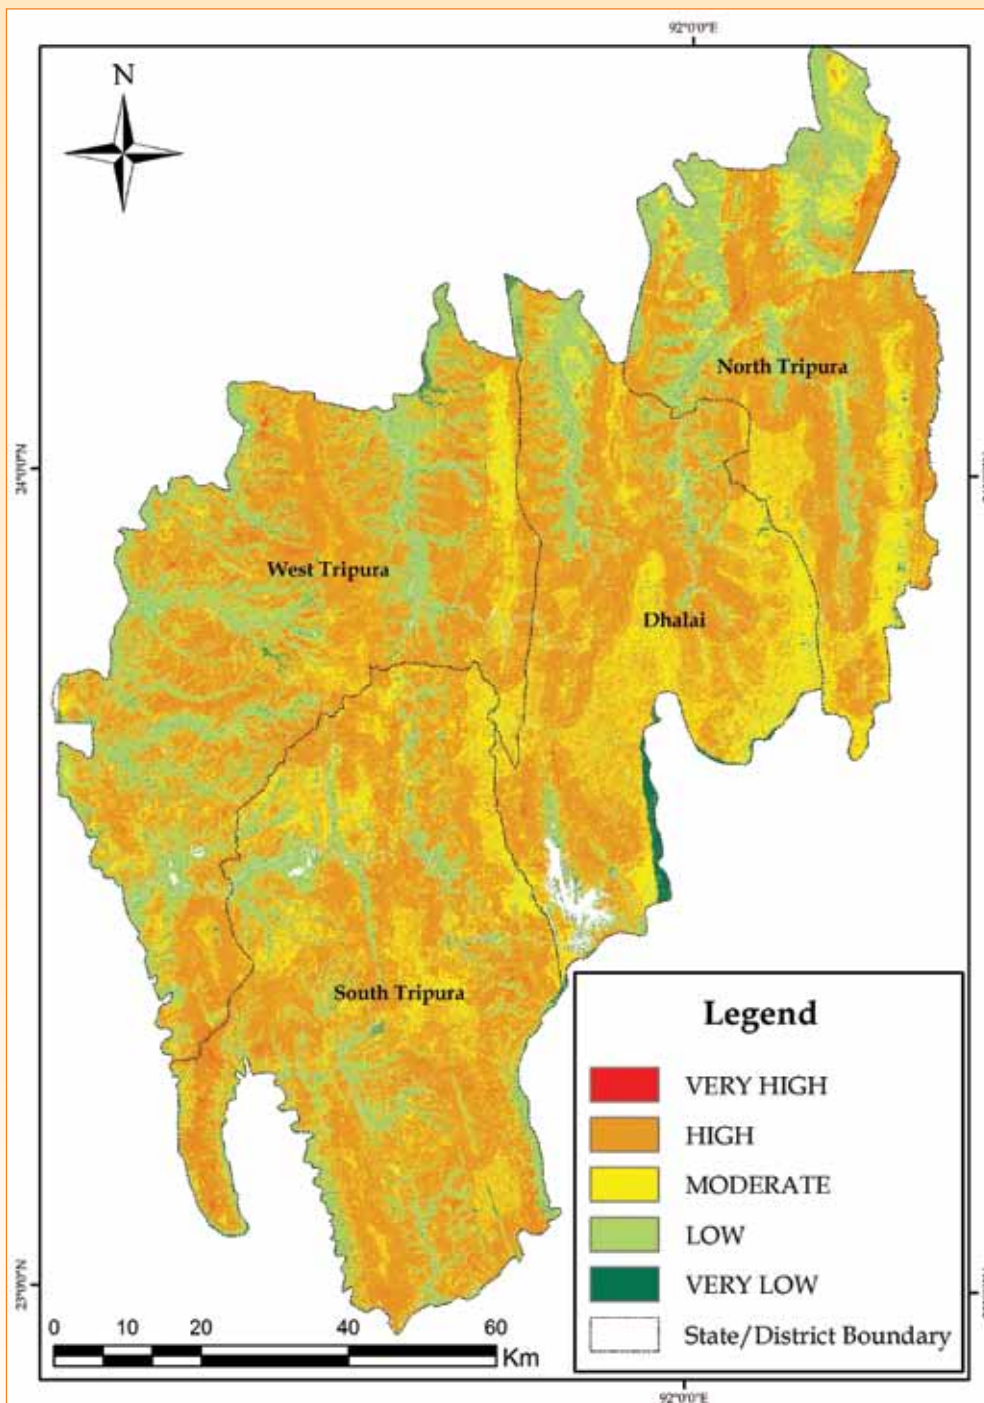 92°0'0"E
N
North Tripura
24°0'0"N
West Tripura
Dhalai
South Tripura
Legend
VERY HIGH
HIGH
MODERATE
LOW
VERY LOW
State/District Boundary
23°0'0"N
0 10 20 40 60
Km
92°0'0"E